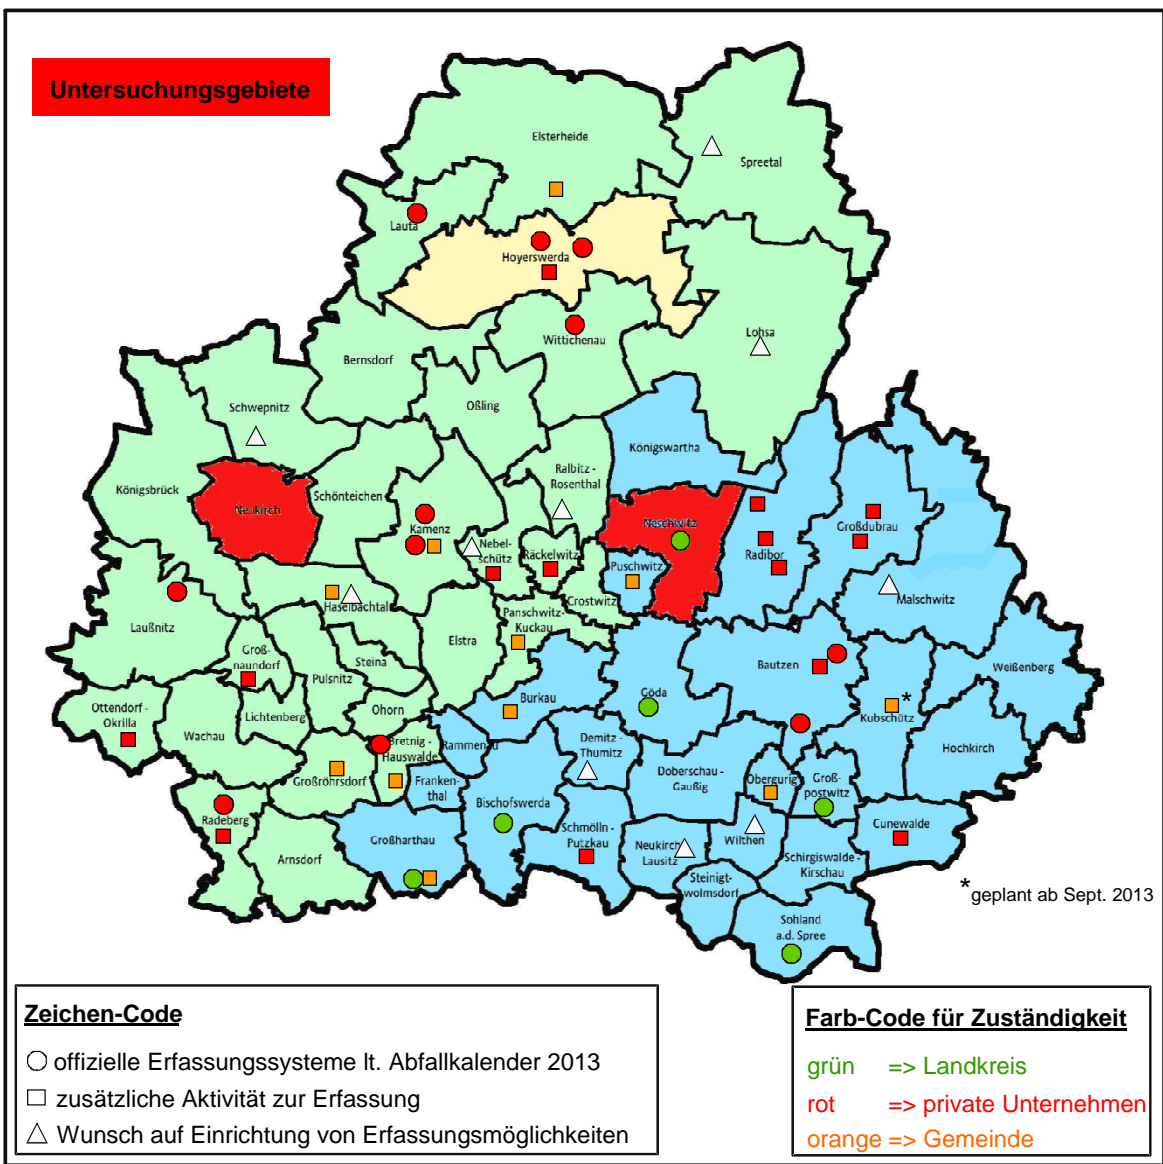 Untersuchungsgebiete
Elsterheide
Spreetal
Lauta
Hoyerswerda
Wittichenau
Lohsa
Bernsdorf
Oßling
Schwepnitz
Königswartha
Königsbrück
Neukirch
Schönteichen
Ralbitz -
Rosenthal
Kamenz
Nebel-
schütz
Räckelwitz
Neschwitz
Radibor
Großdubrau
Puschwitz
Malschwitz
Crostwitz
Haselbachtal
Panschwitz-
Kuckau
Laußnitz
Elstra
Steina
Groß-
naundorf
Pulsnitz
Bautzen
Weißenberg
Göda
Burkau
Ottendorf -
Okrilla
Lichtenberg
Ohorn
Wachau
*
Kubschütz
Hochkirch
Bretnig -
Hauswalde
Rammenau
Demitz -
Thumitz
Doberschau -
Gaußig
Obergurig
Groß-
postwitz
Großröhrsdorf
Franken-
thal
Bischofswerda
Radeberg
Großharthau
Schmölln -
Putzkau
Neukirch
Lausitz
Wilthen
Cunewalde
Arnsdorf
Schirgiswalde -
Kirschau
Steinigt-
wolmsdorf
*geplant ab Sept. 2013
Sohland
a.d. Spree
Zeichen-Code
offizielle Erfassungssysteme lt. Abfallkalender 2013
zusätzliche Aktivität zur Erfassung
Wunsch auf Einrichtung von Erfassungsmöglichkeiten
Farb-Code für Zuständigkeit
grün => Landkreis
rot => private Unternehmen
orange => Gemeinde